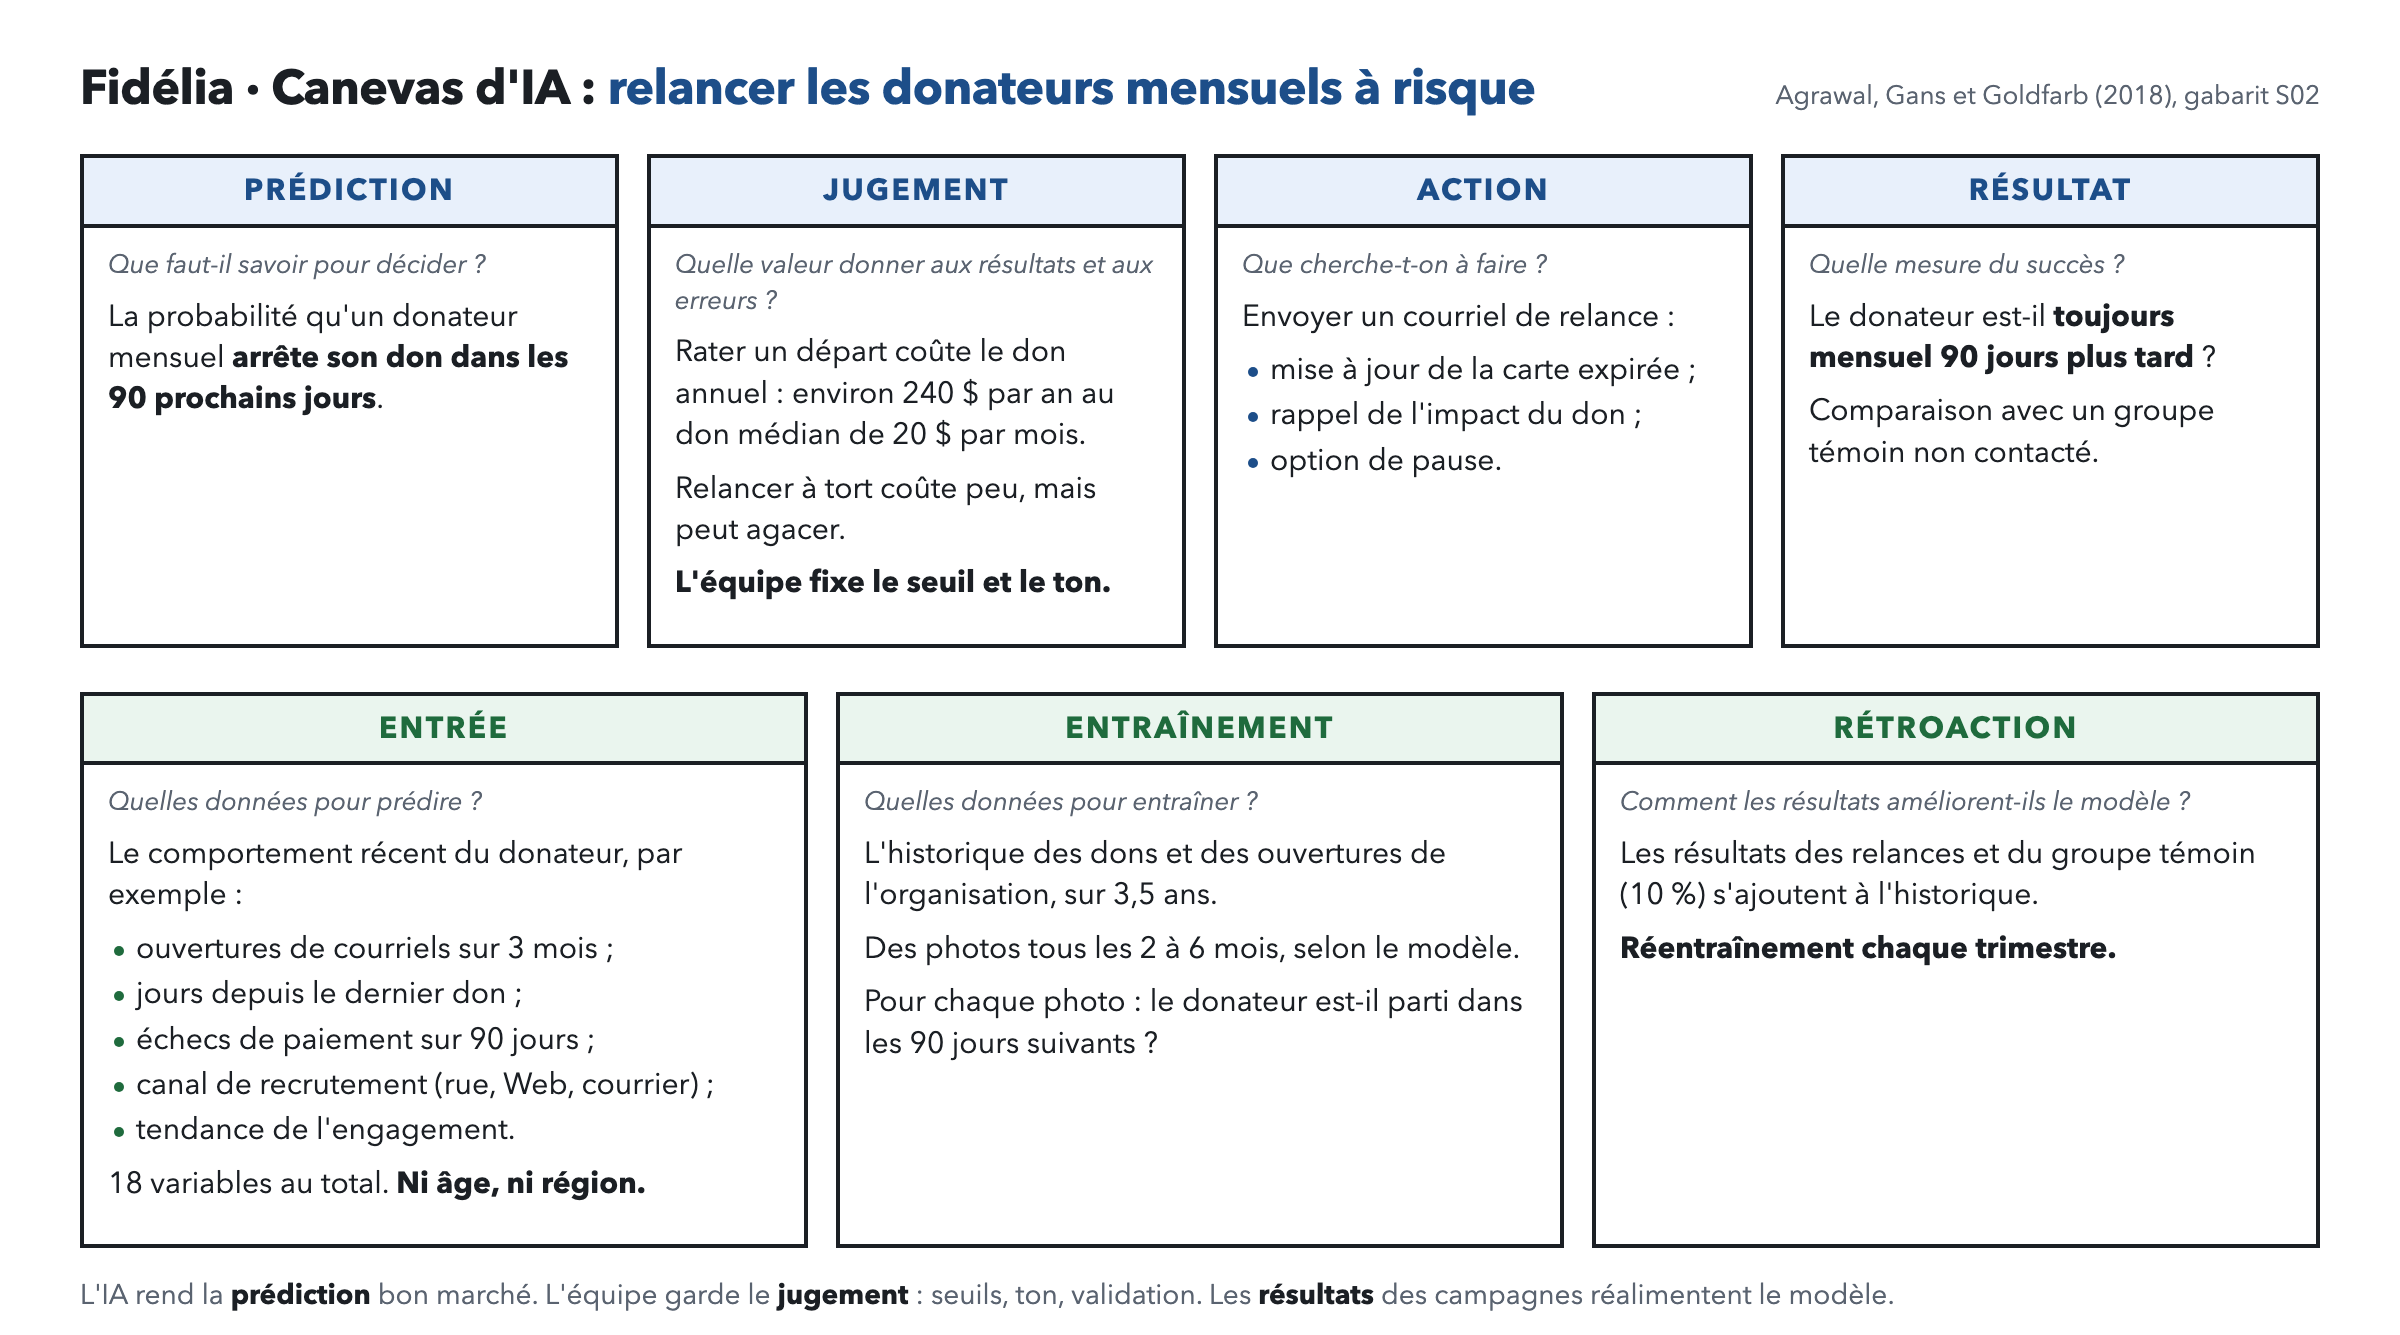 Fidélia · Canevas d'IA : relancer les donateurs mensuels à risque
Agrawal, Gans et Goldfarb (2018), gabarit S02
PRÉDICTION
Que faut-il savoir pour décider ?
La probabilité qu'un donateur
mensuel arrête son don dans les
90 prochains jours.
JUGEMENT
Quelle valeur donner aux résultats et aux
erreurs ?
Rater un départ coûte le don
annuel : environ 240 $ par an au
don médian de 20 $ par mois.
Relancer à tort coûte peu, mais
peut agacer.
L'équipe fixe le seuil et le ton.
ACTION
Que cherche-t-on à faire ?
Envoyer un courriel de relance :
• mise à jour de la carte expirée ;
• rappel de l'impact du don ;
• option de pause.
RÉSULTAT
Quelle mesure du succès ?
Le donateur est-il toujours
mensuel 90 jours plus tard ?
Comparaison avec un groupe
témoin non contacté.
ENTRÉE
Quelles données pour prédire ?
Le comportement récent du donateur, par
exemple :
• ouvertures de courriels sur 3 mois ;
• jours depuis le dernier don ;
• échecs de paiement sur 90 jours ;
• canal de recrutement (rue, Web, courrier) ;
• tendance de l'engagement.
18 variables au total. Ni âge, ni région.
ENTRAÎNEMENT
Quelles données pour entraîner ?
L'historique des dons et des ouvertures de
l'organisation, sur 3,5 ans.
Des photos tous les 2 à 6 mois, selon le modèle.
Pour chaque photo : le donateur est-il parti dans
les 90 jours suivants ?
RÉTROACTION
Comment les résultats améliorent-ils le modèle ?
Les résultats des relances et du groupe témoin
(10 %) s'ajoutent à l'historique.
Réentraînement chaque trimestre.
L'IA rend la prédiction bon marché. L'équipe garde le jugement : seuils, ton, validation. Les résultats des campagnes réalimentent le modèle.